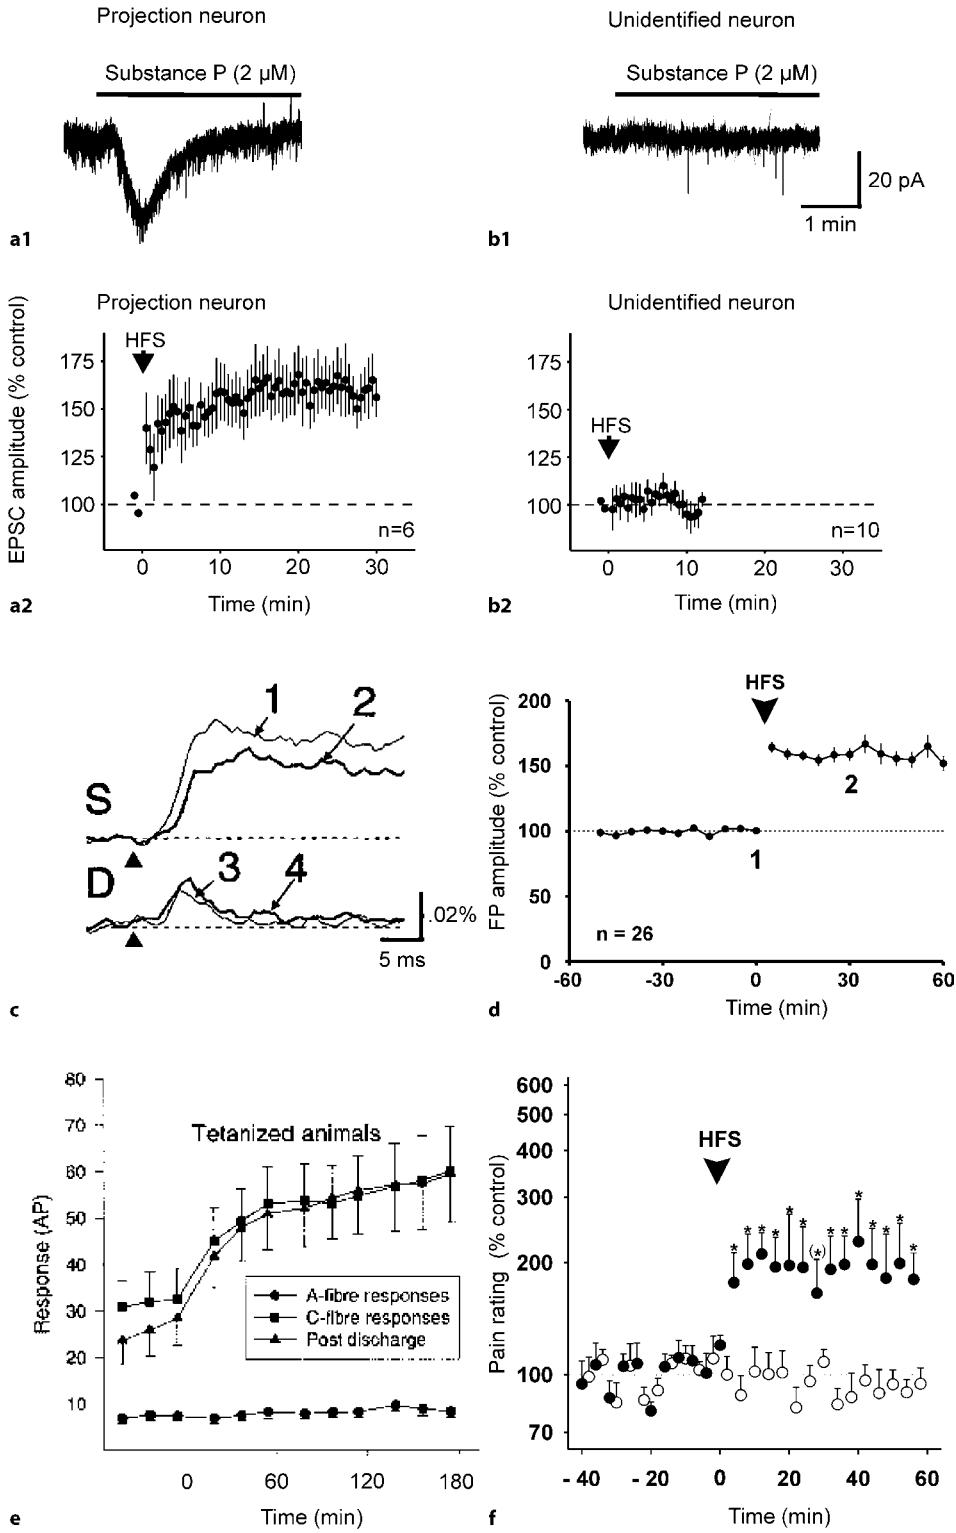 Projection neuron
Substance P (2 µM)
a1
Unidentified neuron
Substance P (2 µM)
20 pA
1 min
b1
Projection neuron
EPSC amplitude (% control)
HFS
175
150
125
100
n=6
0 10 20 30
Time (min)
a2
Unidentified neuron
HFS
175
150
125
100
n=10
0 10 20 30
Time (min)
b2
1 2
S
D
3 4
.02%
5 ms
c
HFS
FP amplitude (% control)
200
150
100
50
0
2
1
n = 26
-60 -30 0 30 60
Time (min)
d
Response (AP)
80
70
60
50
40
30
20
10
Tetanized animals
A-fibre responses
C-fibre responses
Post discharge
0 60 120 180
Time (min)
e
Pain rating (% control)
600
500
400
300
200
100
70
HFS
* * * * * * (*) * * * * * * *
- 40 - 20 0 20 40 60
Time (min)
f